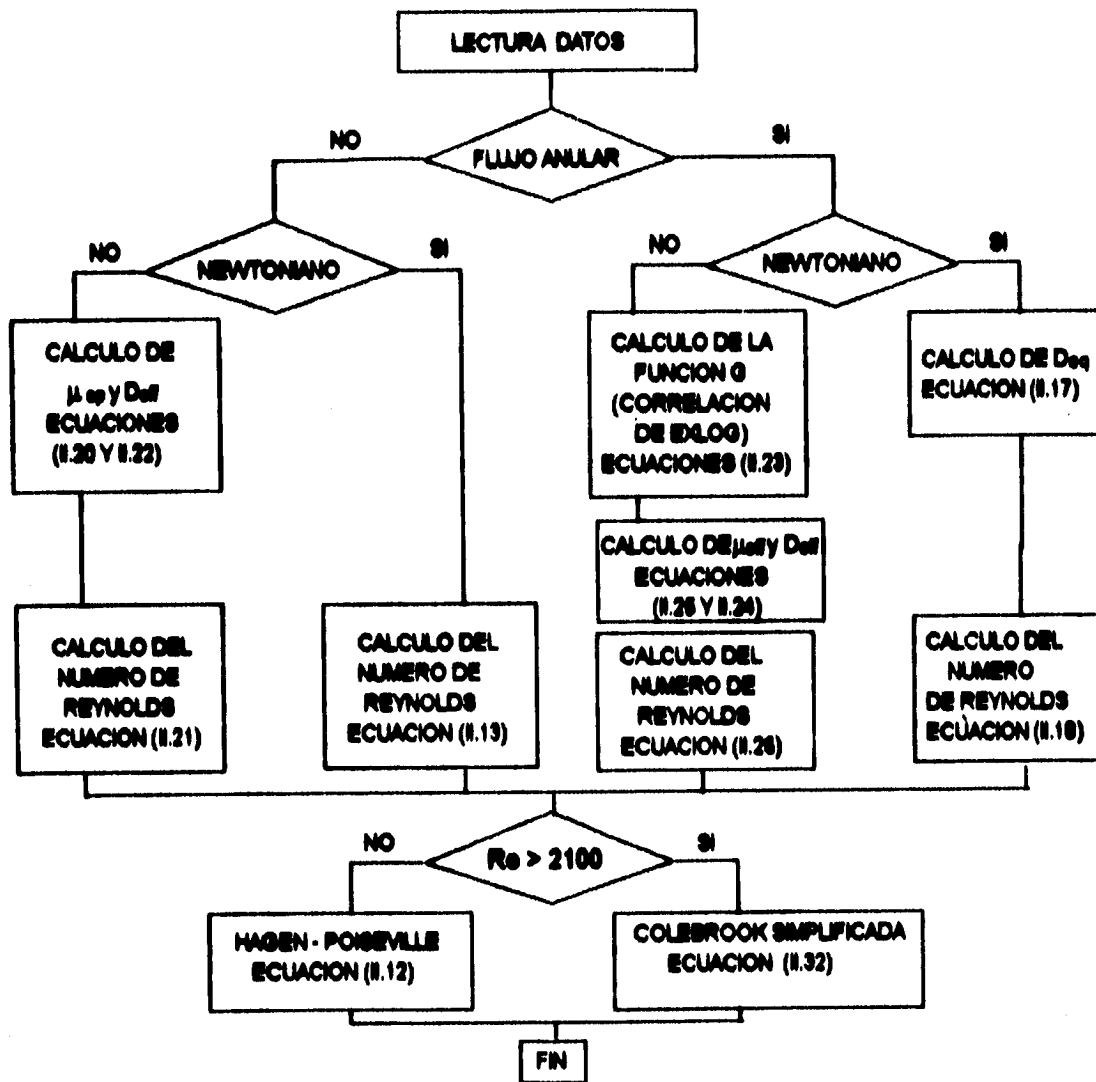 LECTURA DATOS
NO
FLUJO ANULAR
SI
NO
NEWTONIANO
SI
NO
NEWTONIANO
SI
CALCULO DE
μ ap y Deff
ECUACIONES
(II.20 Y II.22)
CALCULO DE LA
FUNCION G
(CORRELACION
DE EXLOG)
ECUACIONES (II.23)
CALCULO DE Deq
ECUACION (II.17)
CALCULO DE μeff y Deff
ECUACIONES
(II.25 Y II.24)
CALCULO DEL
NUMERO DE
REYNOLDS
ECUACION (II.21)
CALCULO DEL
NUMERO DE
REYNOLDS
ECUACION (II.13)
CALCULO DEL
NUMERO DE
REYNOLDS
ECUACION (II.26)
CALCULO DEL
NUMERO
DE REYNOLDS
ECUACION (II.18)
NO
Re > 2100
SI
HAGEN - POISEVILLE
ECUACION (II.12)
COLEBROOK SIMPLIFICADA
ECUACION (II.32)
FIN